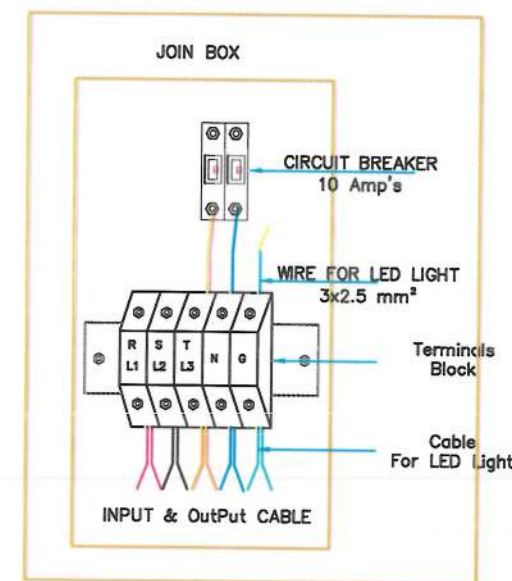 JOIN BOX
CIRCUIT BREAKER
10 Amp's
WIRE FOR LED LIGHT
3x2.5 mm²
R S T
L1 L2 L3 N G
Terminals
Block
Cable
For LED Light
INPUT & OutPut CABLE